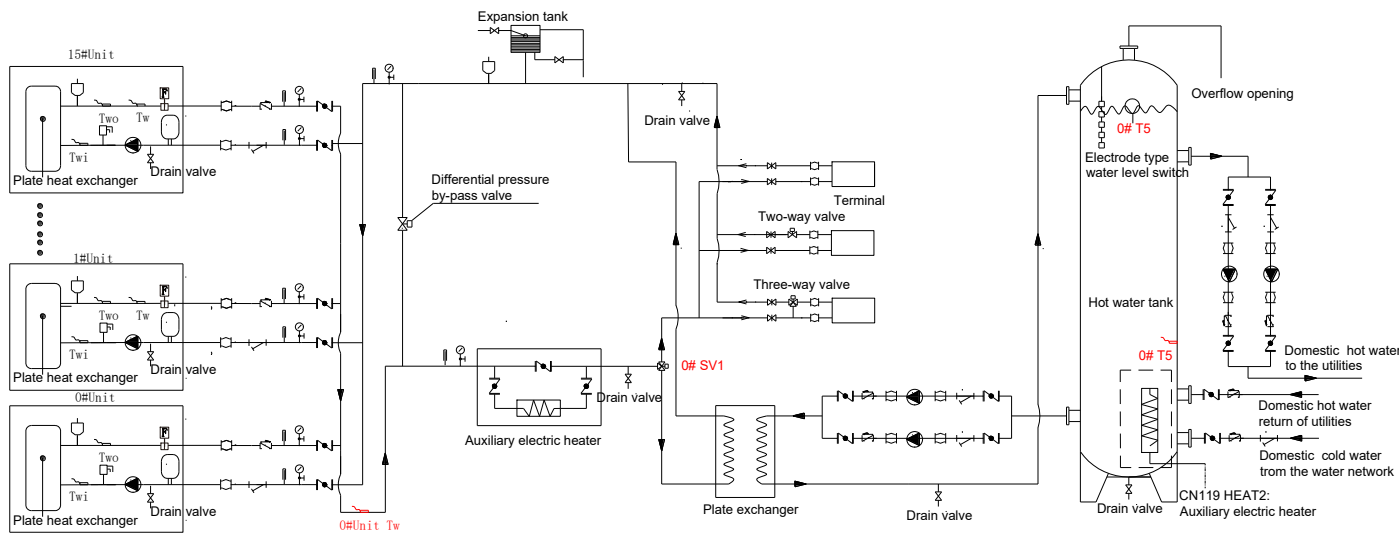 Expansion tank
15#Unit
Two
Tw
Twi
Drain valve
Plate heat exchanger
Drain valve
Differential pressure
by-pass valve
Terminal
Two-way valve
Three-way valve
Overflow opening
0# T5
Electrode type
water level switch
1#Unit
Two
Tw
Twi
Drain valve
Plate heat exchanger
Hot water tank
0# T5
0# SV1
Drain valve
Auxiliary electric heater
Domestic hot water
to the utilities
Domestic hot water
return of utilities
Domestic cold water
trom the water network
0#Unit
Two
Twi
Drain valve
Plate heat exchanger
0#Unit Tw
Plate exchanger
Drain valve
Drain valve
CN119 HEAT2:
Auxiliary electric heater